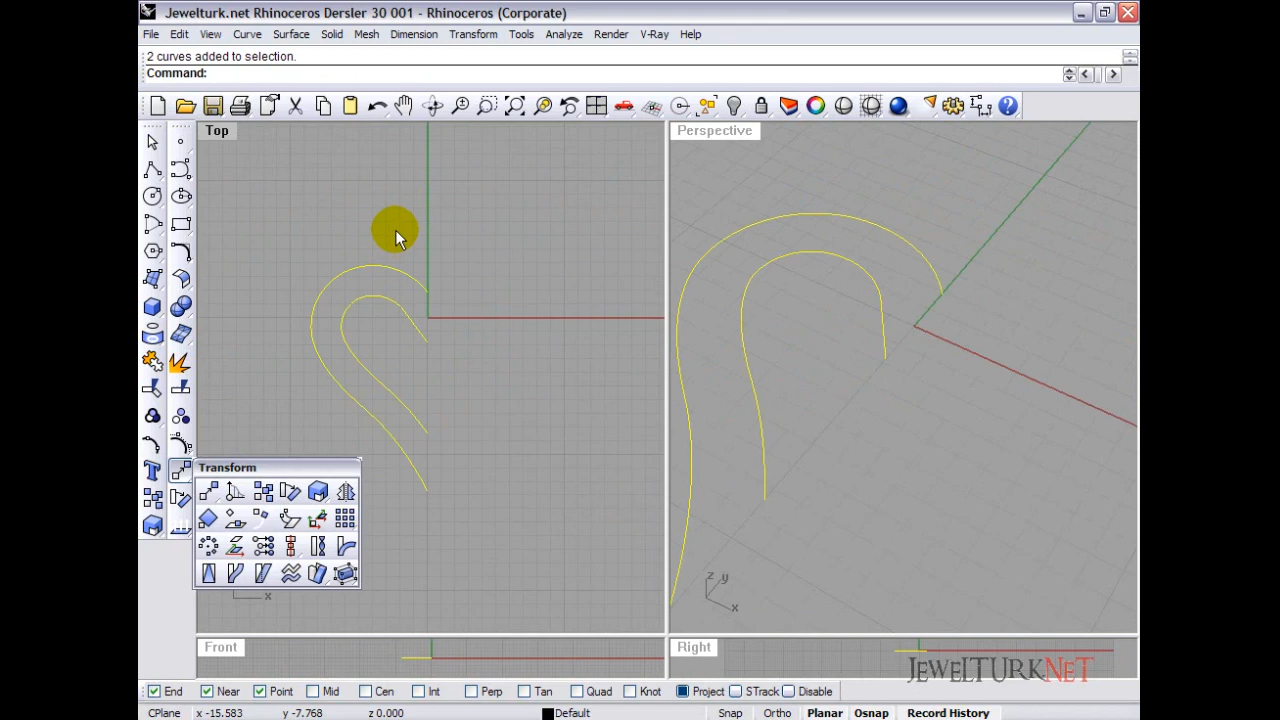 Jewelturk.net Rhinoceros Dersler 30 001 - Rhinoceros (Corporate)
File Edit View Curve Surface Solid Mesh Dimension Transform Tools Analyze Render V-Ray Help
2 curves added to selection.
Command:
Top
Perspective
Transform
x
z y
x
Front
Right
JEWELTURKNET
End Near Point Mid Cen Int Perp Tan Quad Knot Project STrack Disable
CPlane x -15.583 y -7.768 z 0.000 Default Snap Ortho Planar Osnap Record History